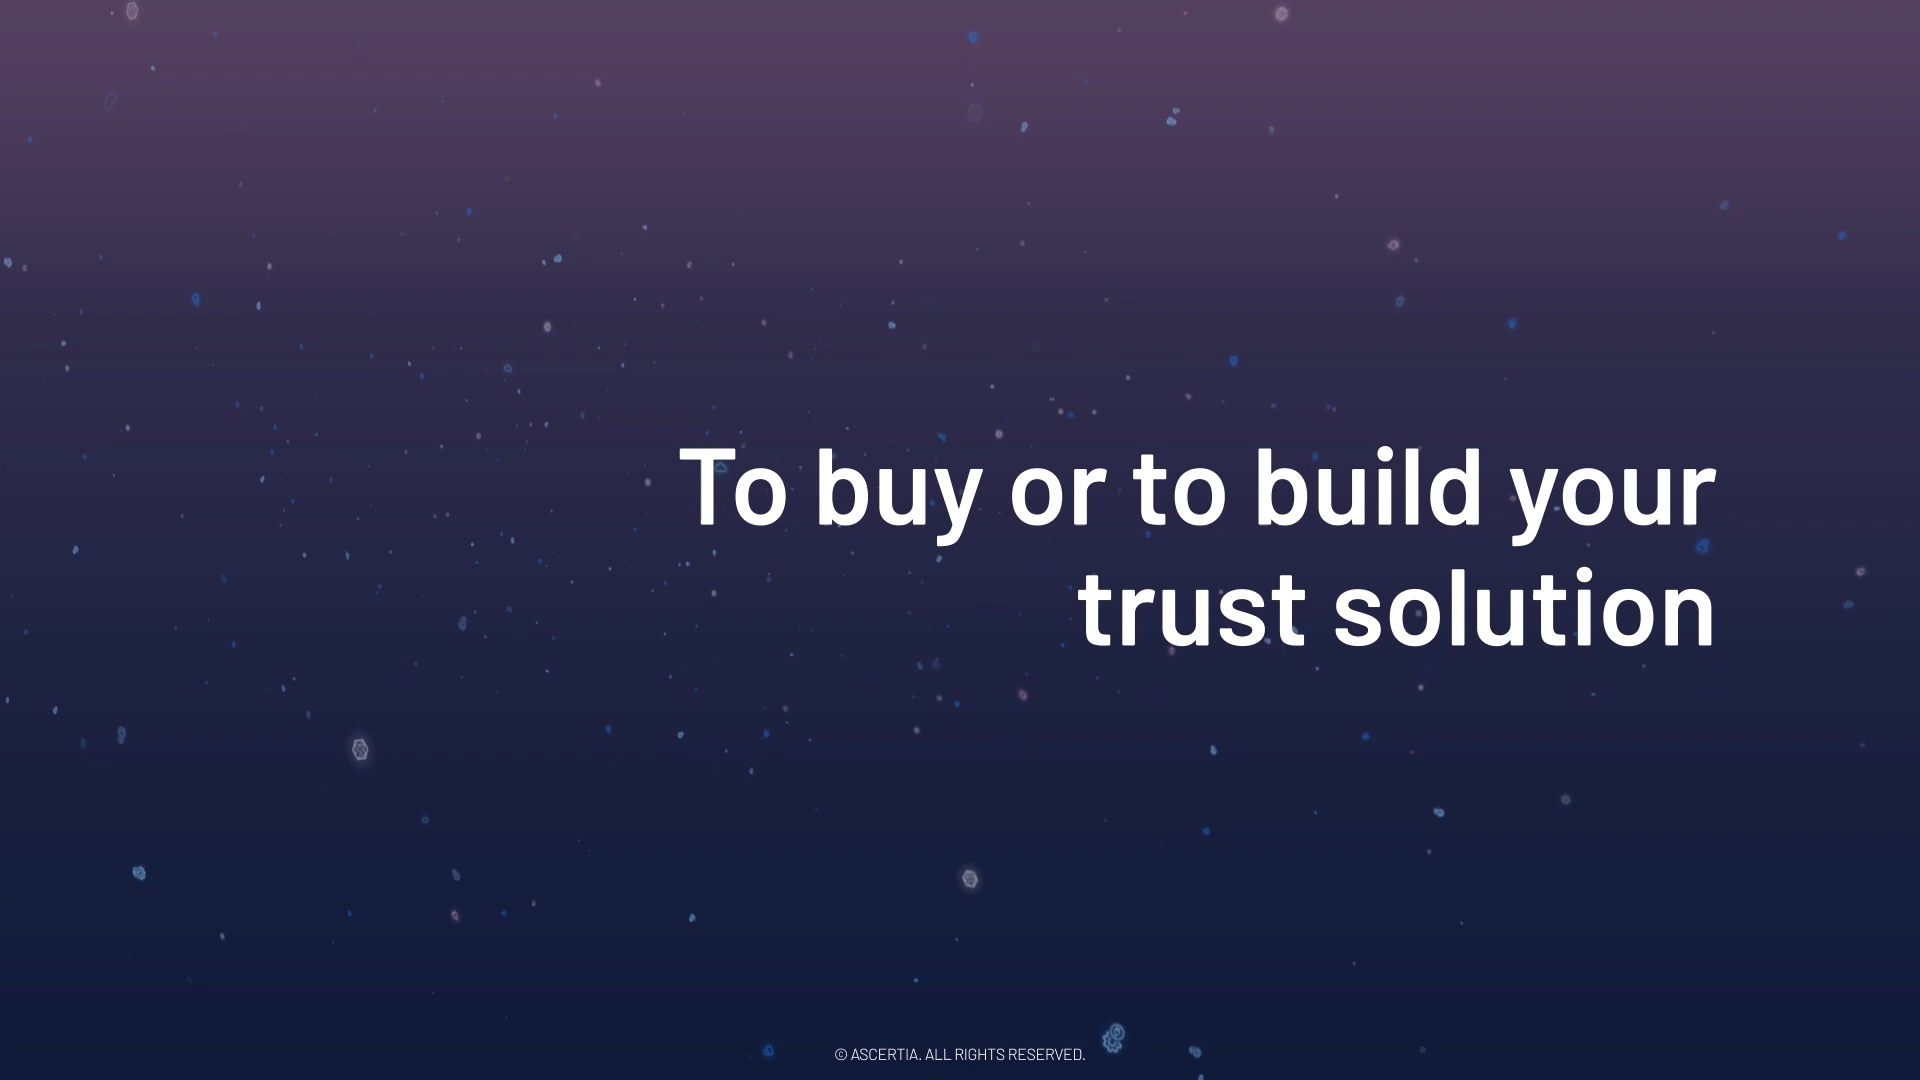 To buy or to build your
trust solution
© ASCERTIA. ALL RIGHTS RESERVED.